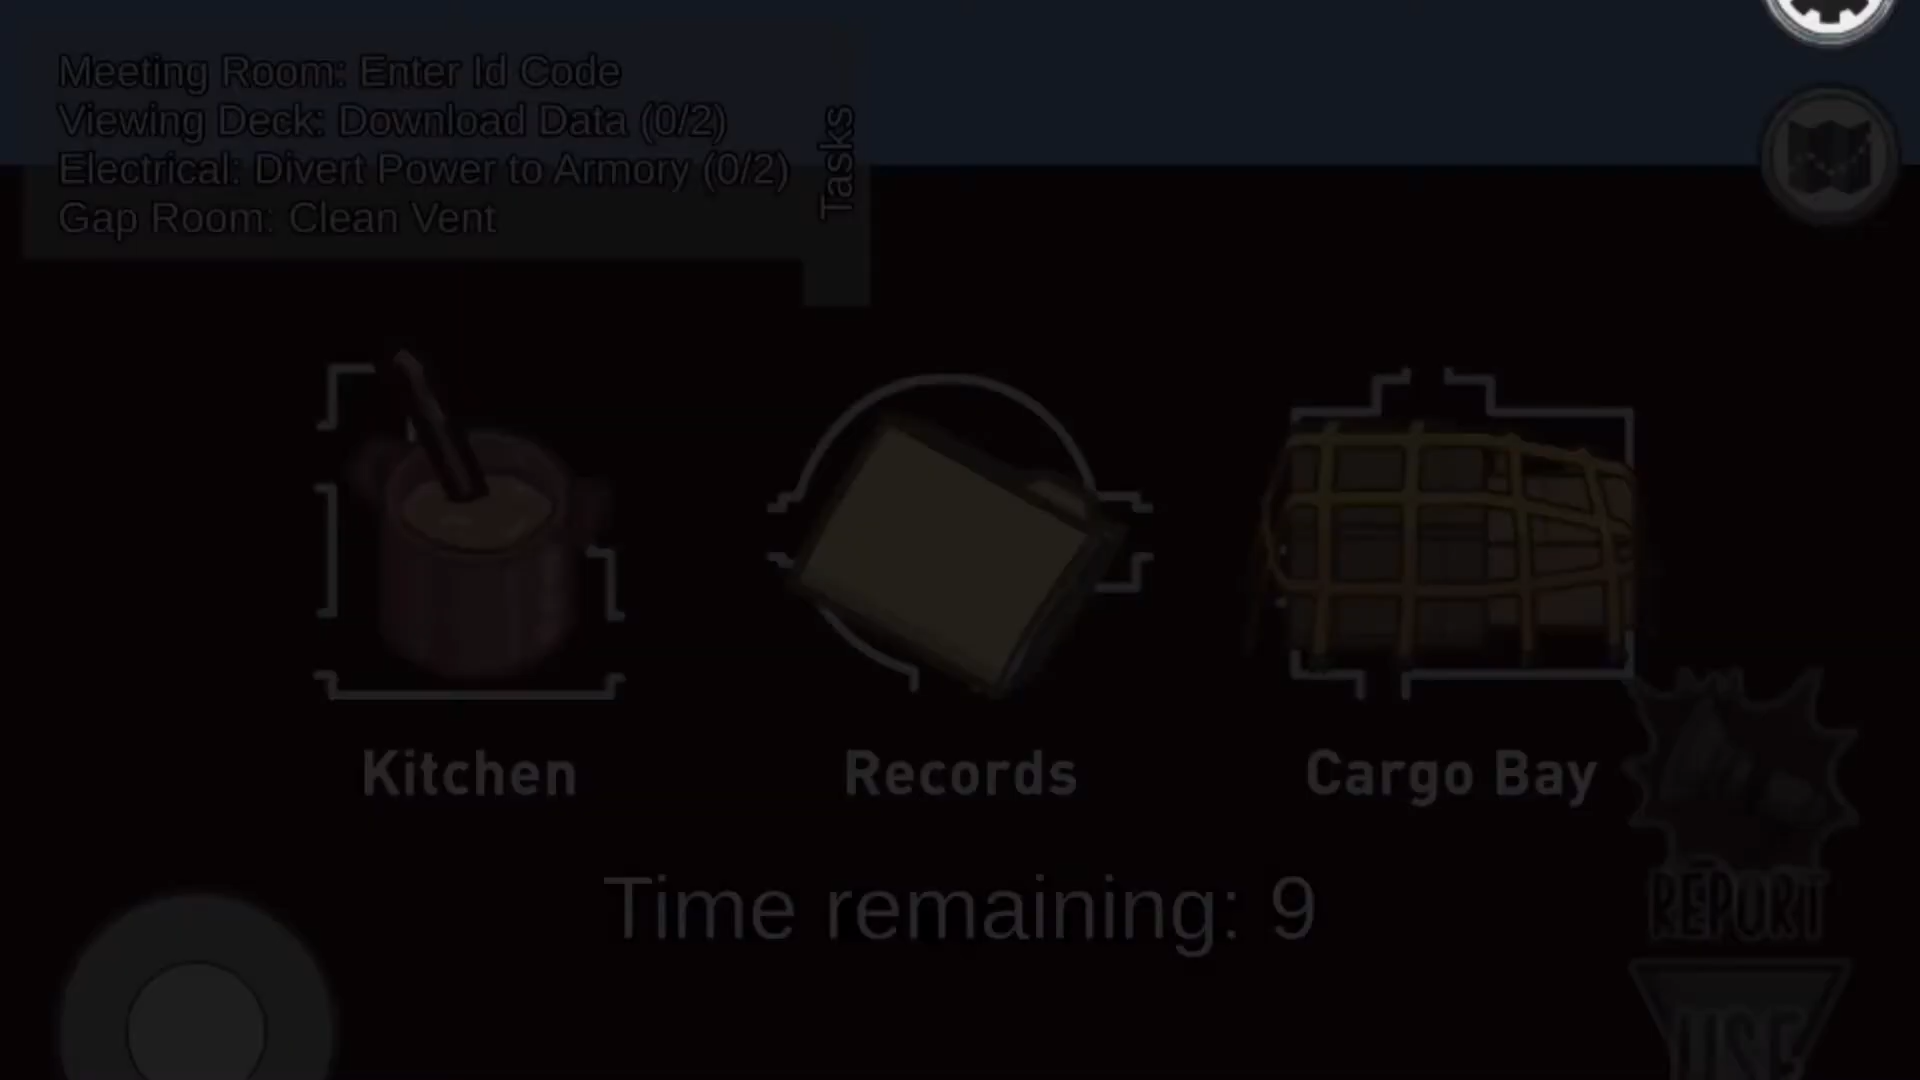 Meeting Room: Enter Id Code
Viewing Deck: Download Data (0/2)
Electrical: Divert Power to Armory (0/2)
Gap Room: Clean Vent
Tasks
Kitchen
Records
Cargo Bay
Time remaining: 9
REPORT
USE